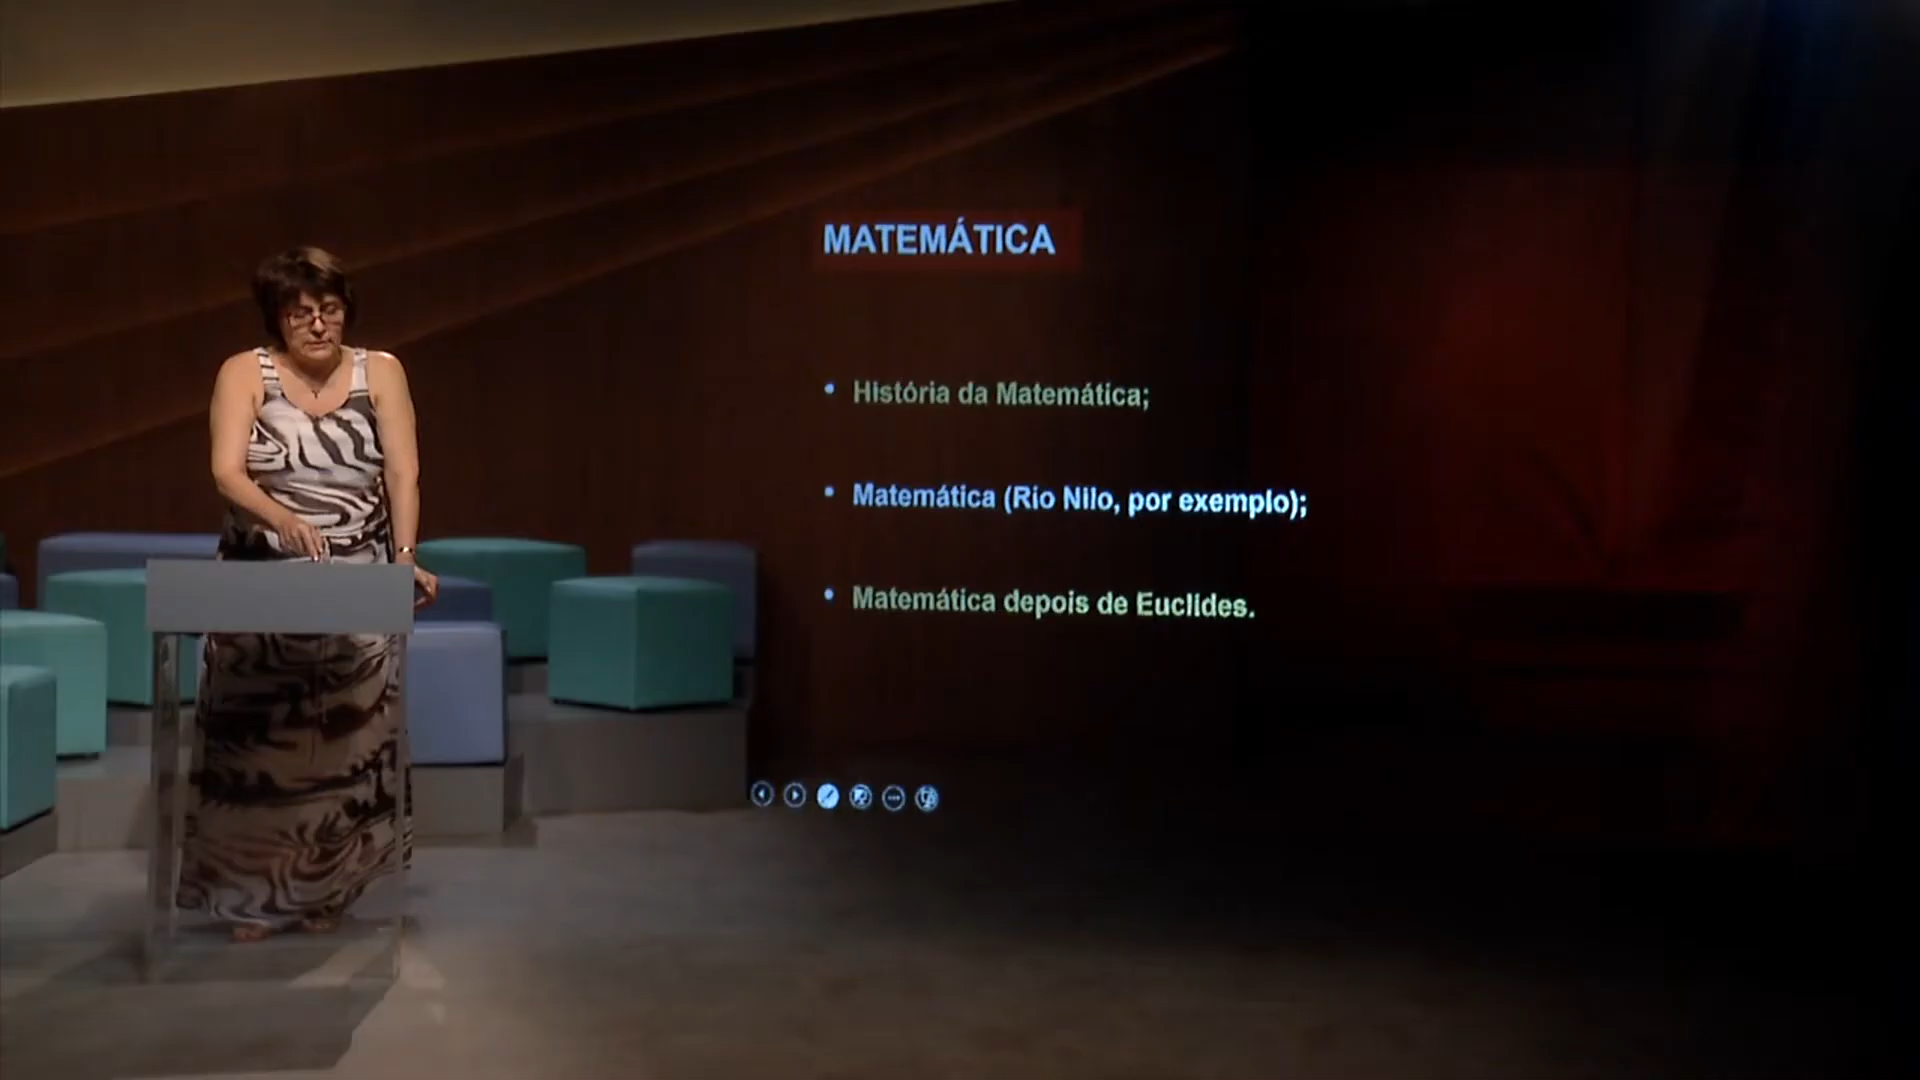 MATEMÁTICA
• História da Matemática;
• Matemática (Rio Nilo, por exemplo);
• Matemática depois de Euclides.